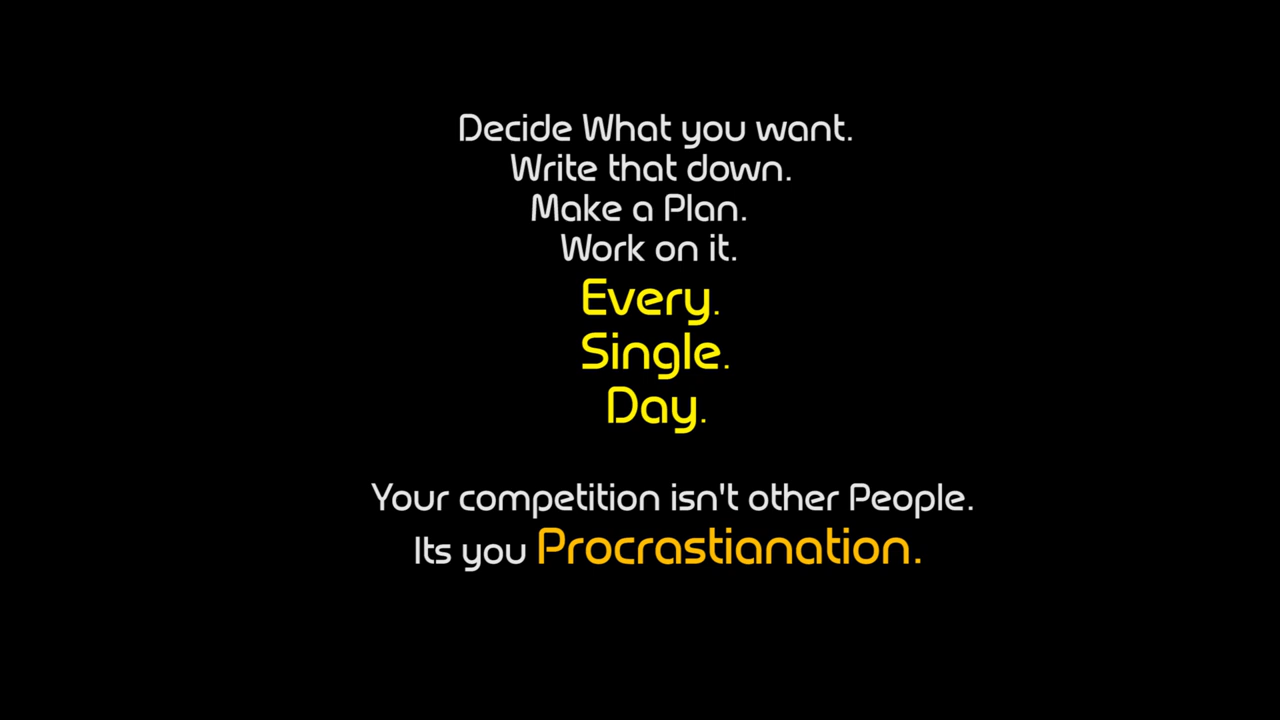 Decide What you want.
Write that down.
Make a Plan.
Work on it.
Every.
Single.
Day.
Your competition isn't other People.
Its you Procrastianation.